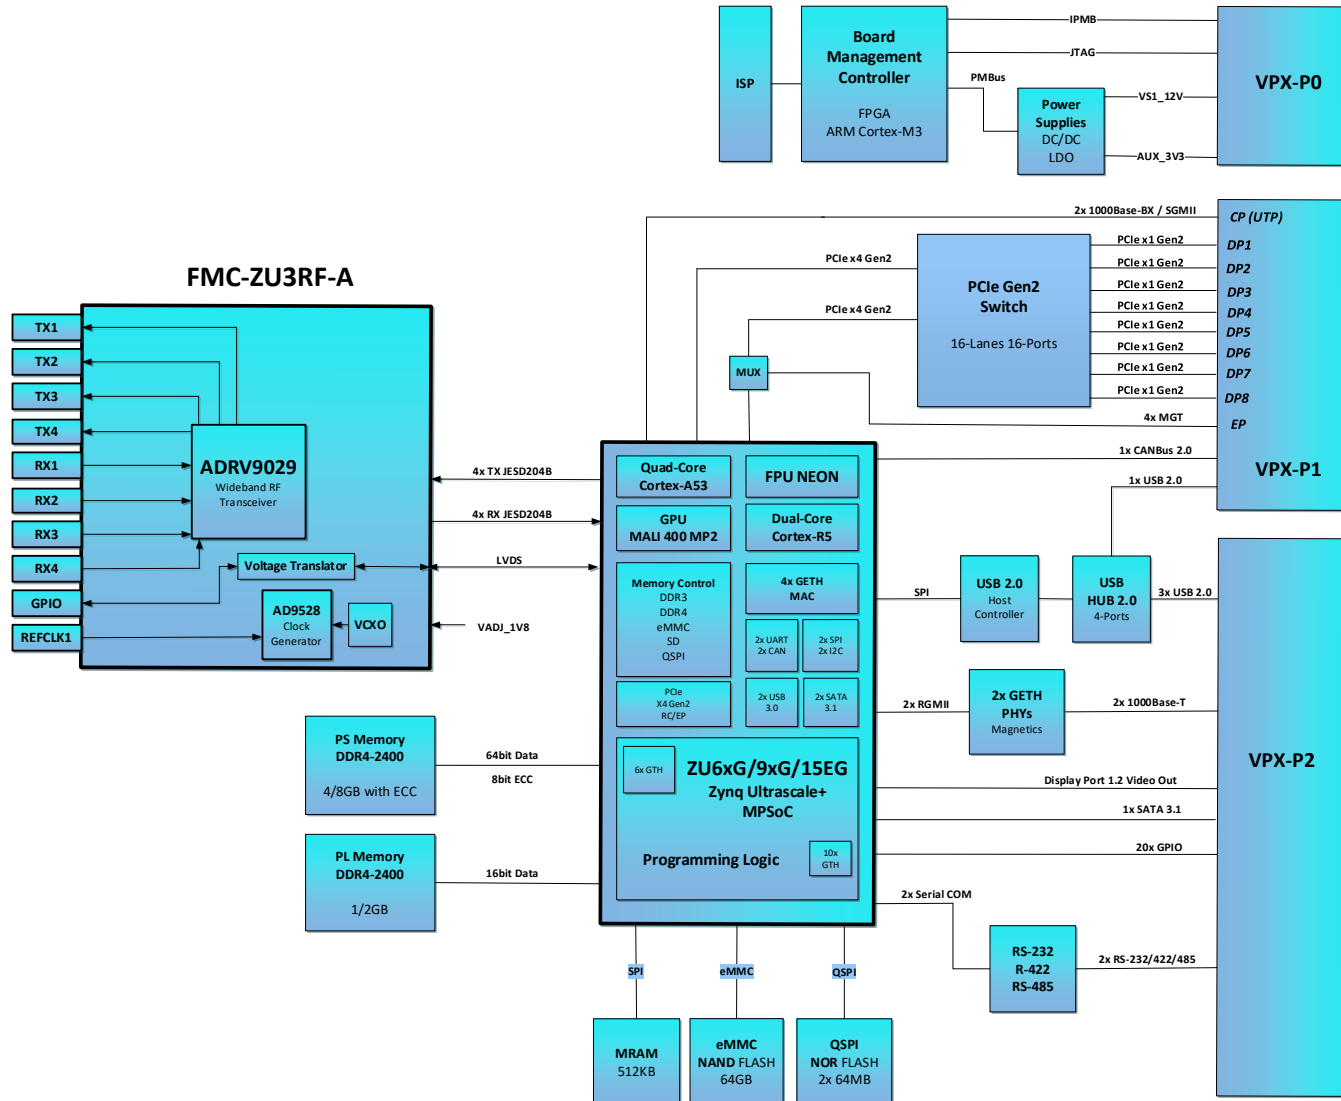 ISP
Board
Management
Controller
FPGA
ARM Cortex-M3
IPMB
JTAG
PMBus
Power
Supplies
DC/DC
LDO
VS1_12V
AUX_3V3
VPX-P0
2x 1000Base-BX / SGMII
CP (UTP)
PCIe x4 Gen2
PCIe x4 Gen2
PCIe Gen2
Switch
16-Lanes 16-Ports
PCIe x1 Gen2
DP1
PCIe x1 Gen2
DP2
PCIe x1 Gen2
DP3
PCIe x1 Gen2
DP4
PCIe x1 Gen2
DP5
PCIe x1 Gen2
DP6
PCIe x1 Gen2
DP7
PCIe x1 Gen2
DP8
MUX
4x MGT
EP
1x CANBus 2.0
VPX-P1
1x USB 2.0
FMC-ZU3RF-A
TX1
TX2
TX3
TX4
RX1
RX2
RX3
RX4
GPIO
REFCLK1
ADRV9029
Wideband RF
Transceiver
Voltage Translator
AD9528
Clock
Generator
VCXO
4x TX JESD204B
4x RX JESD204B
LVDS
VADJ_1V8
Quad-Core
Cortex-A53
FPU NEON
GPU
MALI 400 MP2
Dual-Core
Cortex-R5
Memory Control
DDR3
DDR4
eMMC
SD
QSPI
4x GETH
MAC
2x UART
2x CAN
2x SPI
2x I2C
PCIe
X4 Gen2
RC/EP
2x USB
3.0
2x SATA
3.1
6x GTH
ZU6xG/9xG/15EG
Zynq Ultrascale+
MPSoC
Programming Logic
10x
GTH
SPI
USB 2.0
Host
Controller
USB
HUB 2.0
4-Ports
3x USB 2.0
2x RGMII
2x GETH
PHYs
Magnetics
2x 1000Base-T
VPX-P2
Display Port 1.2 Video Out
1x SATA 3.1
20x GPIO
2x Serial COM
RS-232
R-422
RS-485
2x RS-232/422/485
PS Memory
DDR4-2400
4/8GB with ECC
64bit Data
8bit ECC
PL Memory
DDR4-2400
1/2GB
16bit Data
SPI
eMMC
QSPI
MRAM
512KB
eMMC
NAND FLASH
64GB
QSPI
NOR FLASH
2x 64MB